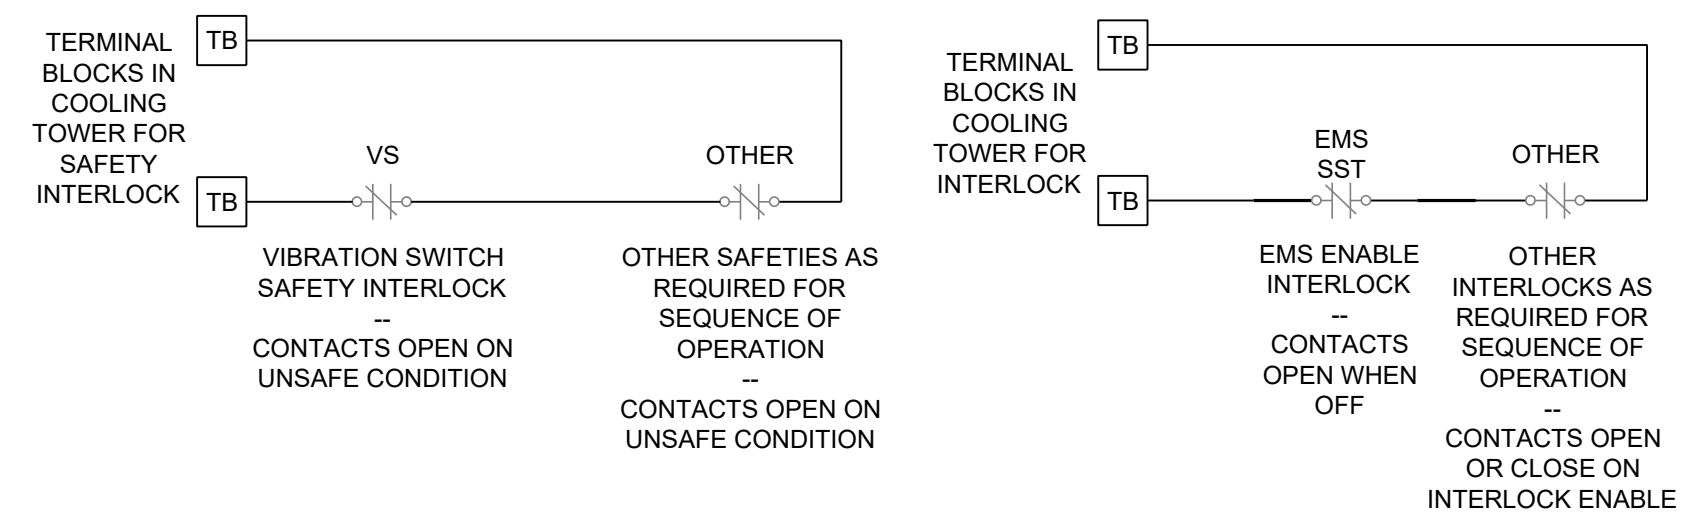 TERMINAL
BLOCKS IN
COOLING
TOWER FOR
SAFETY
INTERLOCK
TB
TB
VS
OTHER
VIBRATION SWITCH
SAFETY INTERLOCK
--
CONTACTS OPEN ON
UNSAFE CONDITION
OTHER SAFETIES AS
REQUIRED FOR
SEQUENCE OF
OPERATION
--
CONTACTS OPEN ON
UNSAFE CONDITION
TERMINAL
BLOCKS IN
COOLING
TOWER FOR
INTERLOCK
TB
TB
EMS
SST
OTHER
EMS ENABLE
INTERLOCK
--
CONTACTS
OPEN WHEN
OFF
OTHER
INTERLOCKS AS
REQUIRED FOR
SEQUENCE OF
OPERATION
--
CONTACTS OPEN
OR CLOSE ON
INTERLOCK ENABLE